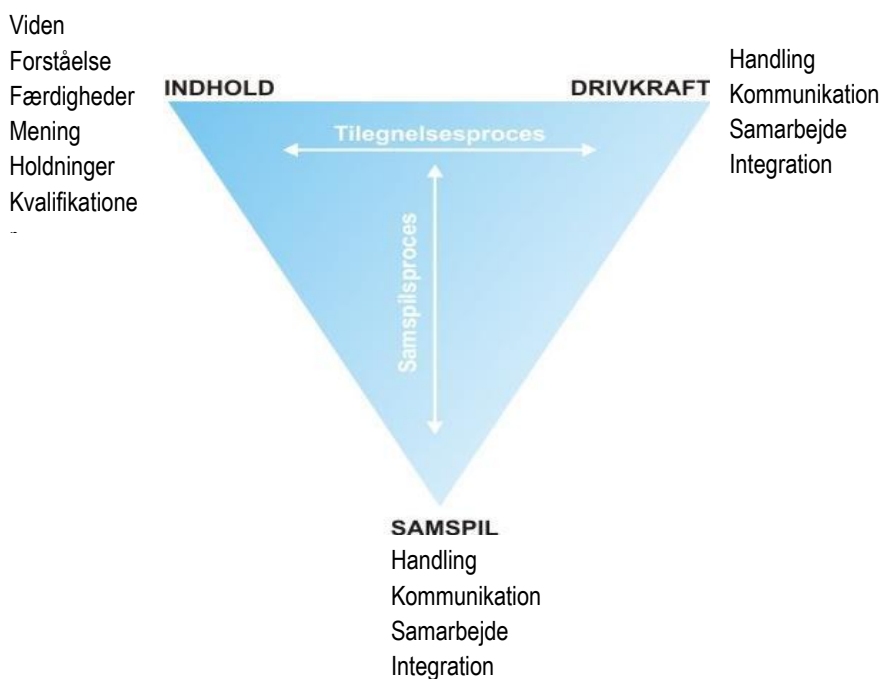 Viden
Forståelse
Færdigheder
Mening
Holdninger
Kvalifikatione
INDHOLD
DRIVKRAFT
Handling
Kommunikation
Samarbejde
Integration
Tilegnelsesproces
Samspilsproces
SAMSPIL
Handling
Kommunikation
Samarbejde
Integration